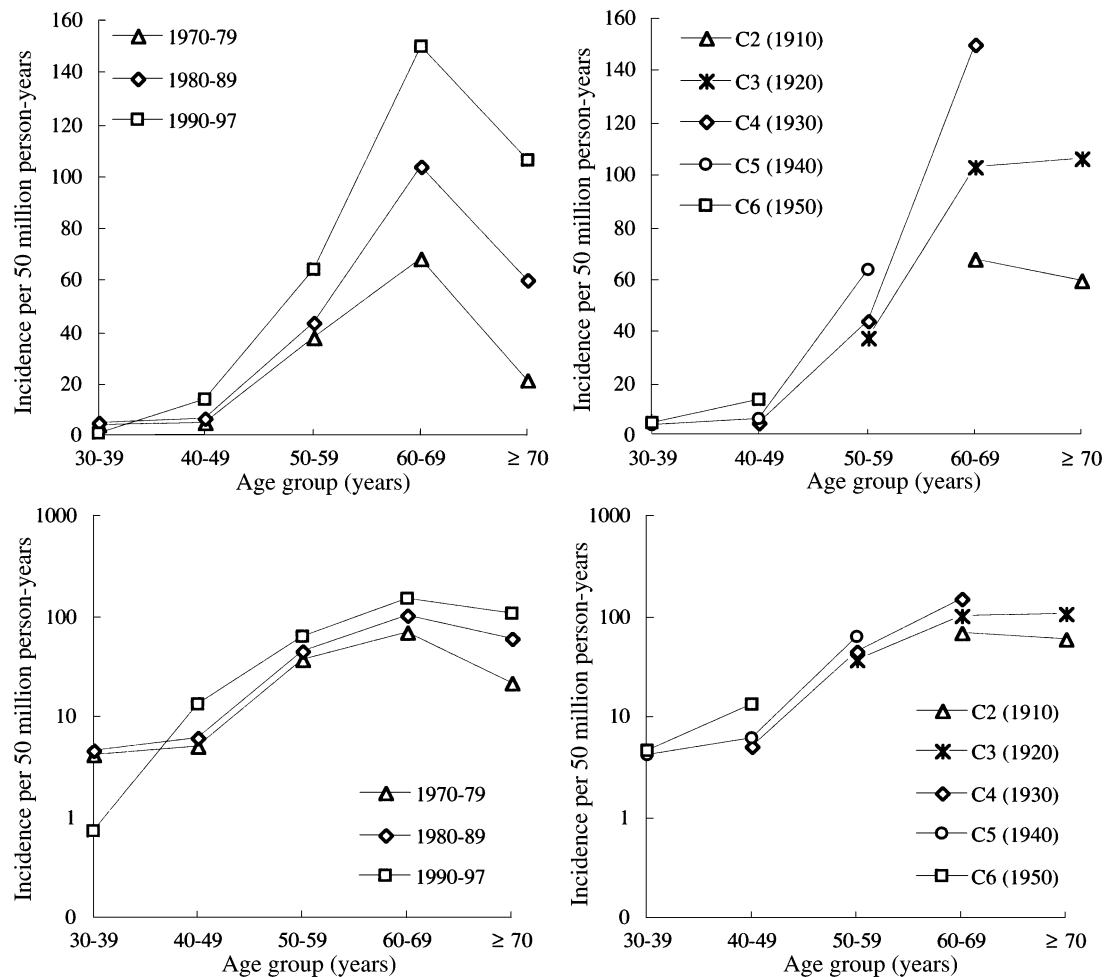 Incidence per 50 million person-years
160
140
120
100
80
60
40
20
0
1970-79
1980-89
1990-97
30-39 40-49 50-59 60-69 ≥ 70
Age group (years)
Incidence per 50 million person-years
160
140
120
100
80
60
40
20
0
C2 (1910)
C3 (1920)
C4 (1930)
C5 (1940)
C6 (1950)
30-39 40-49 50-59 60-69 ≥ 70
Age group (years)
Incidence per 50 million person-years
1000
100
10
1
0
1970-79
1980-89
1990-97
30-39 40-49 50-59 60-69 ≥ 70
Age group (years)
Incidence per 50 million person-years
1000
100
10
1
0
C2 (1910)
C3 (1920)
C4 (1930)
C5 (1940)
C6 (1950)
30-39 40-49 50-59 60-69 ≥ 70
Age group (years)